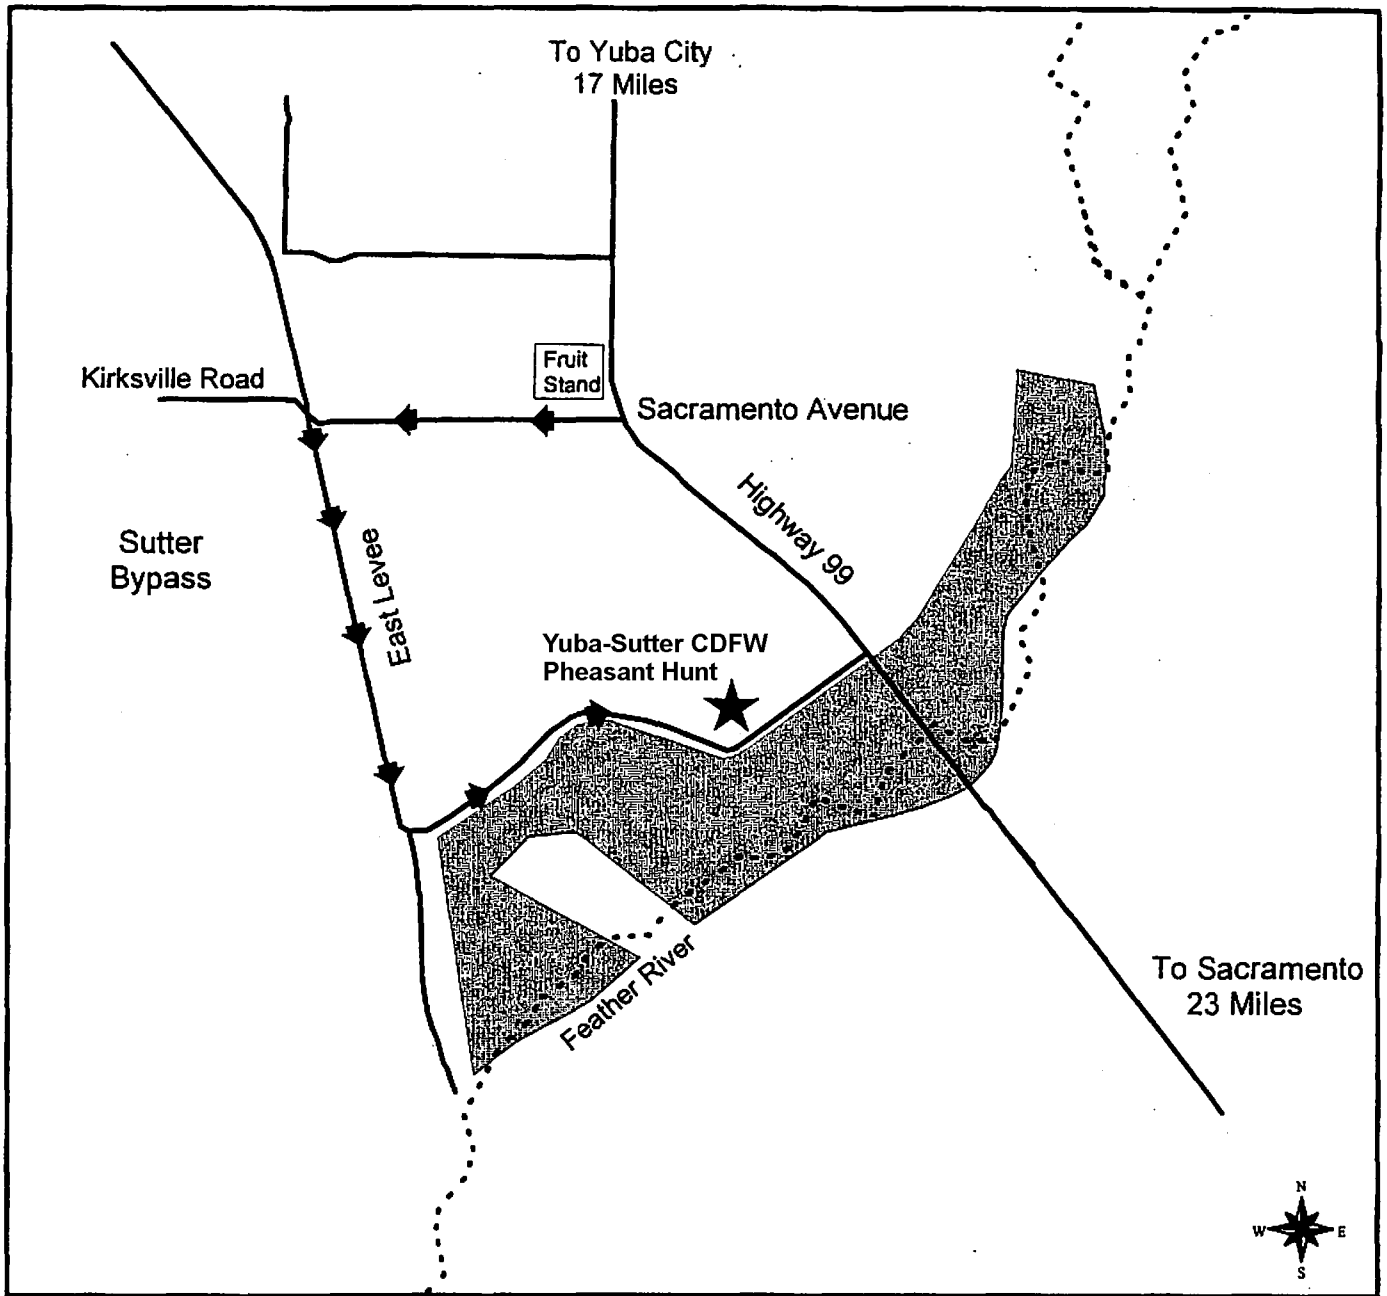 To Yuba City
17 Miles
Fruit
Stand
Kirksville Road
Sacramento Avenue
Highway 99
Sutter
Bypass
East Levee
Yuba-Sutter CDFW
Pheasant Hunt
Feather River
To Sacramento
23 Miles
N
W E
S